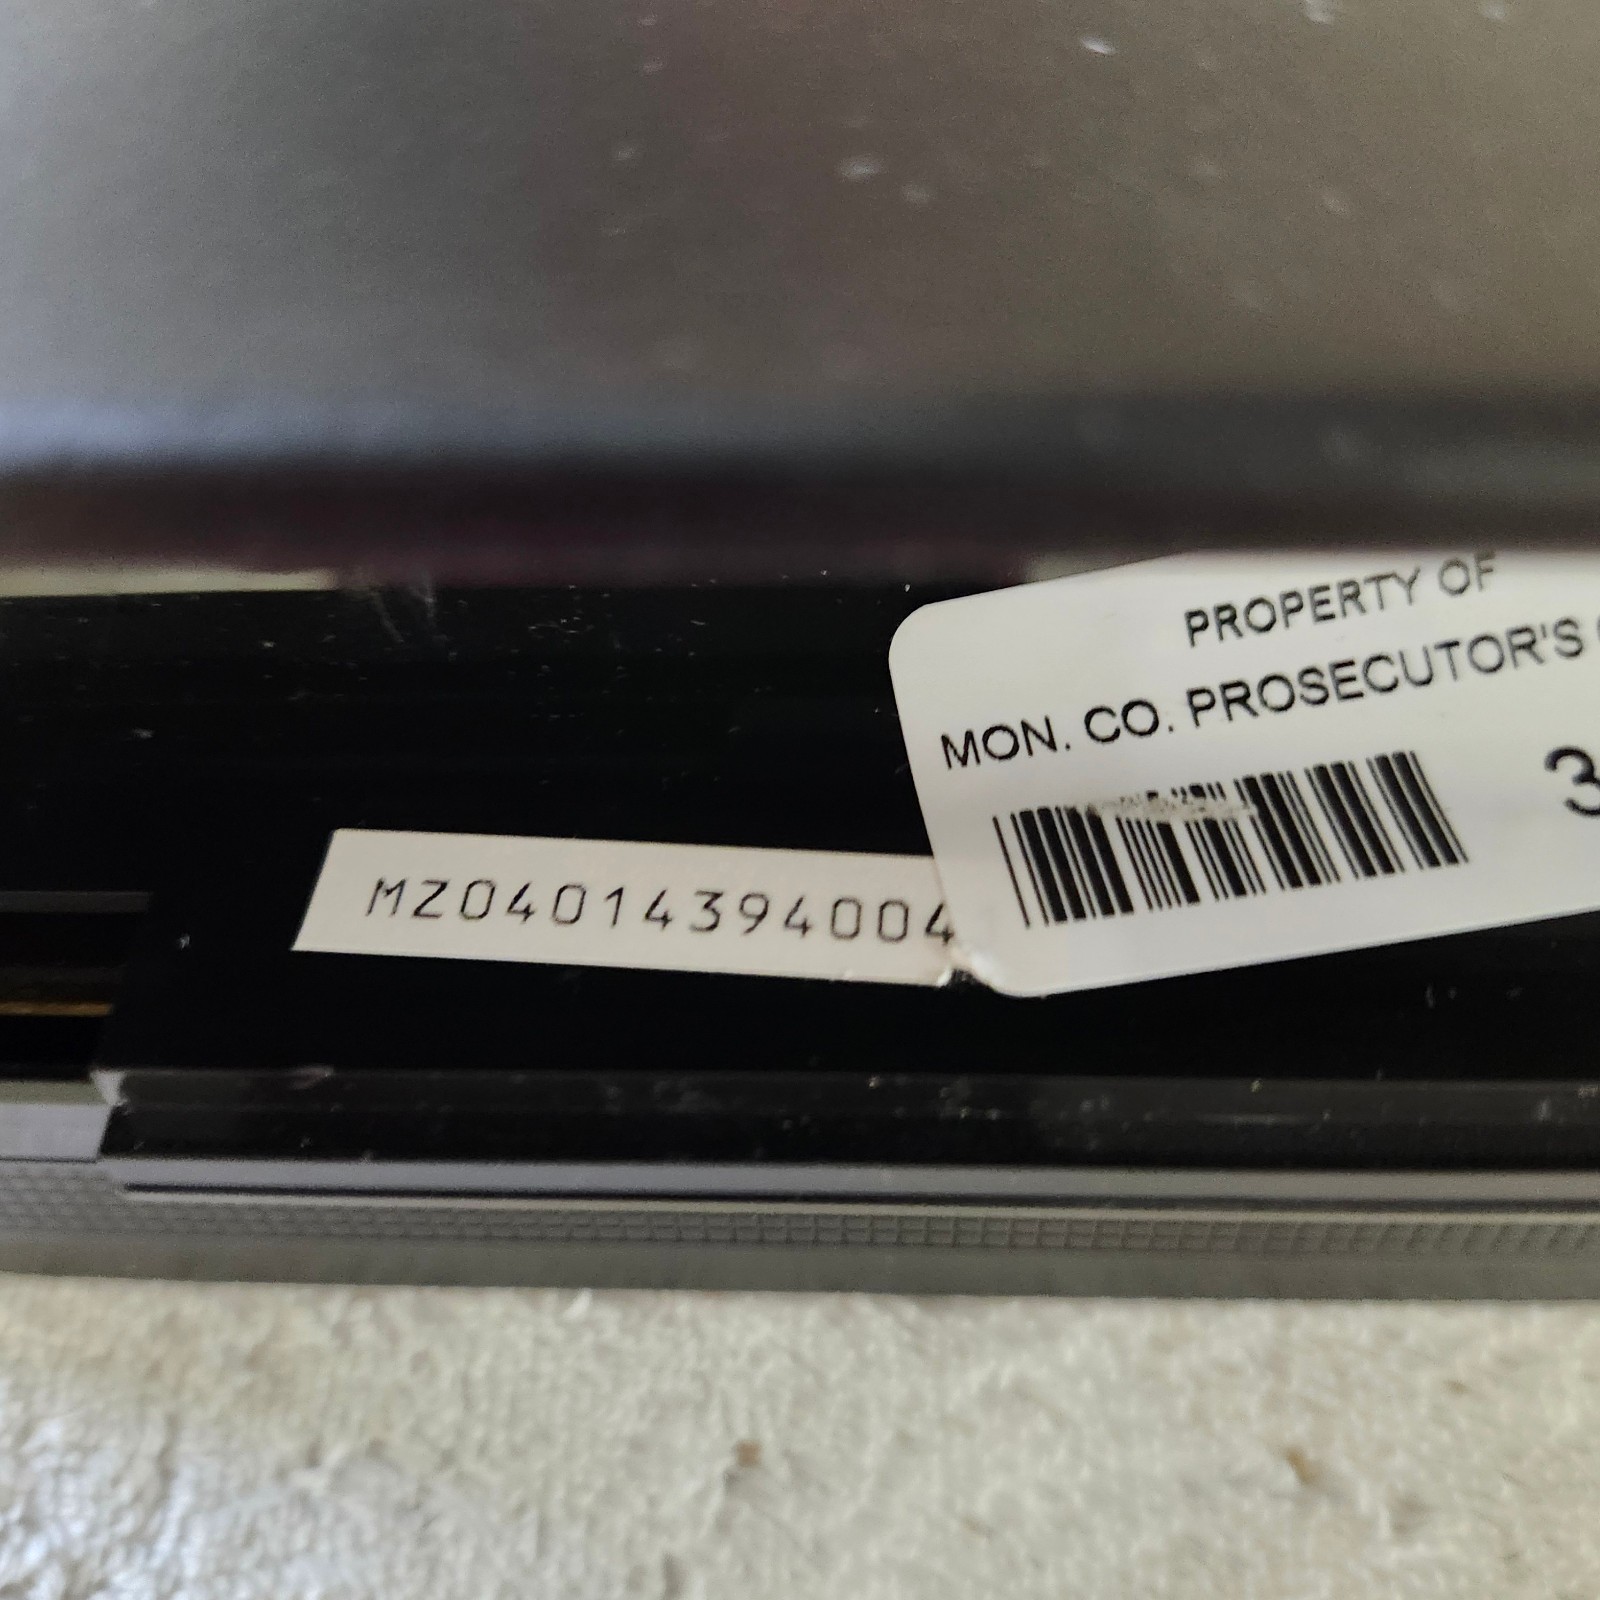 PROPERTY OF
MON. CO. PROSECUTOR'S
3
MZ04014394004